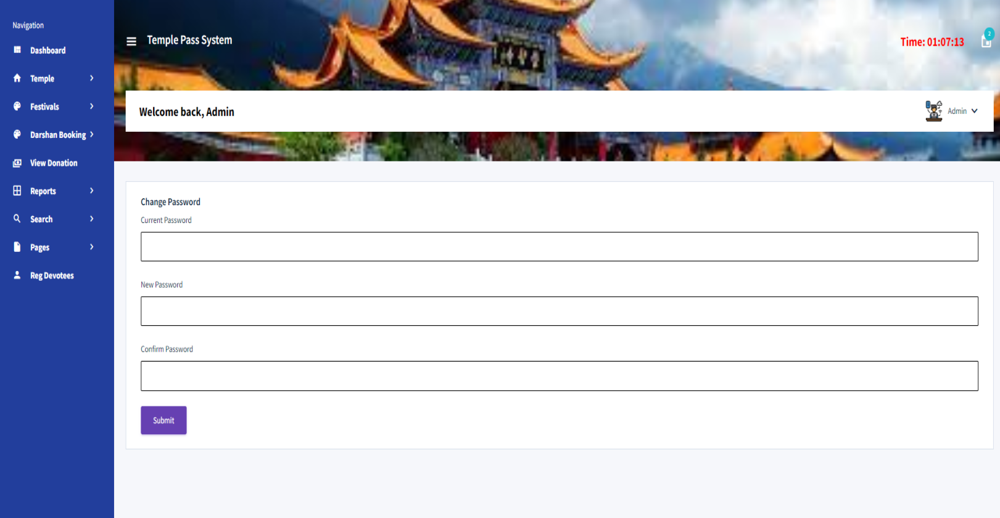 Navigation
Dashboard
Temple
Festivals
Darshan Booking
View Donation
Reports
Search
Pages
Reg Devotees
Temple Pass System
Time: 01:07:13
2
Welcome back, Admin
Admin
Change Password
Current Password
New Password
Confirm Password
Submit